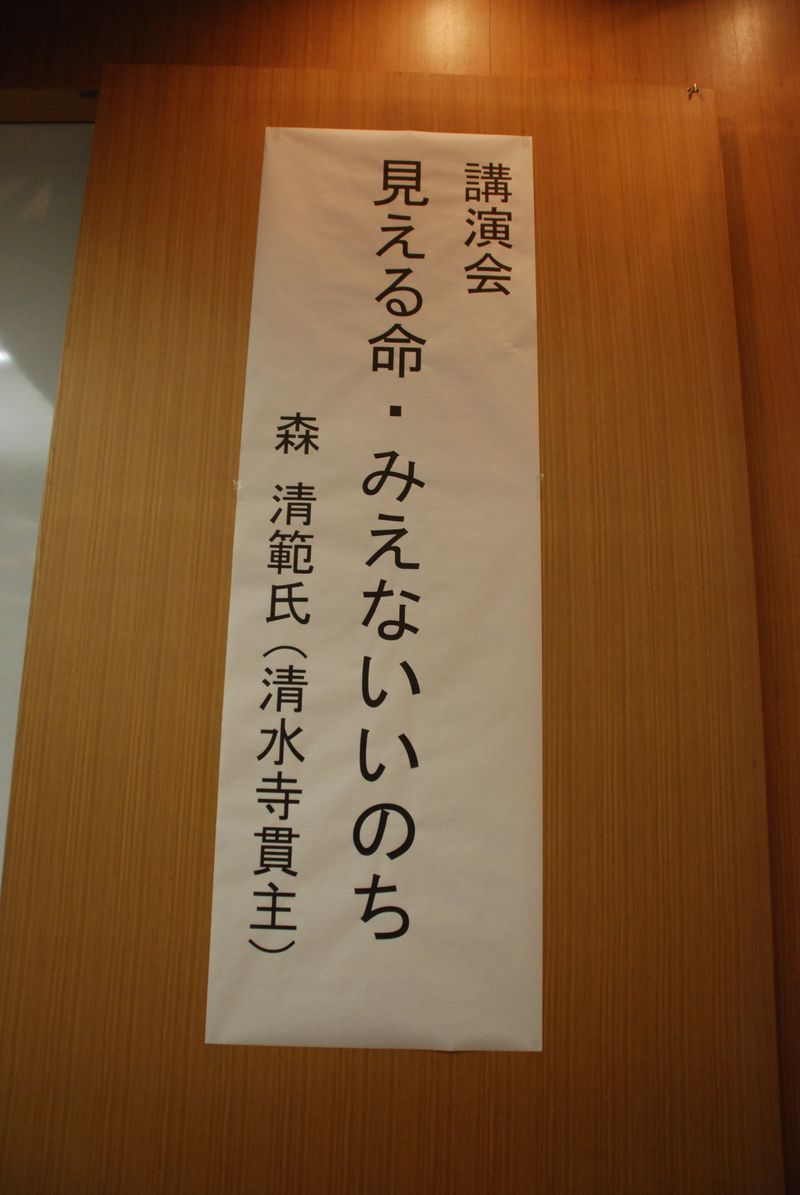 講演会
見える命・みえないいのち
森 清範氏（清水寺貫主）